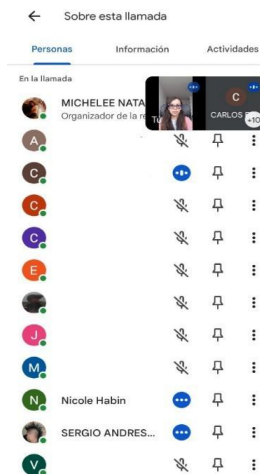 Sobre esta llamada
Personas Información Actividades
En la llamada
MICHELEE NATA
Organizador de la re
Tú
C
CARLOS
+10
A
C
C
C
E
J
M
N Nicole Habin
SERGIO ANDRES...
V